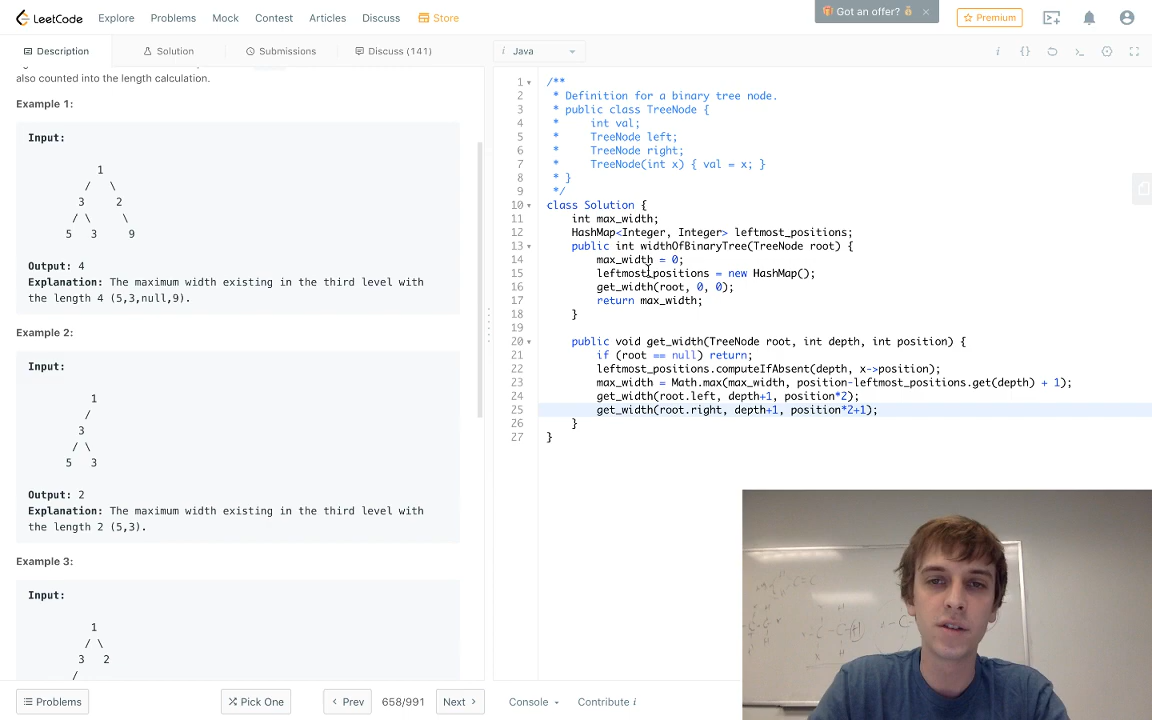 LeetCode
Explore
Problems
Mock
Contest
Articles
Discuss
Store
Got an offer?
×
Premium
Description
Solution
Submissions
Discuss (141)
i Java
also counted into the length calculation.
Example 1:
Input:
1
/ \
3 2
/ \ \
5 3 9
Output: 4
Explanation: The maximum width existing in the third level with
the length 4 (5,3,null,9).
Example 2:
Input:
1
/
3
/ \
5 3
Output: 2
Explanation: The maximum width existing in the third level with
the length 2 (5,3).
Example 3:
Input:
1
/ \
3 2
/
1 /**
2 * Definition for a binary tree node.
3 * public class TreeNode {
4 * int val;
5 * TreeNode left;
6 * TreeNode right;
7 * TreeNode(int x) { val = x; }
8 * }
9 */
10 class Solution {
11 int max_width;
12 HashMap<Integer, Integer> leftmost_positions;
13 public int widthOfBinaryTree(TreeNode root) {
14 max_width = 0;
15 leftmost_positions = new HashMap();
16 get_width(root, 0, 0);
17 return max_width;
18 }
19
20 public void get_width(TreeNode root, int depth, int position) {
21 if (root == null) return;
22 leftmost_positions.computeIfAbsent(depth, x->position);
23 max_width = Math.max(max_width, position-leftmost_positions.get(depth) + 1);
24 get_width(root.left, depth+1, position*2);
25 get_width(root.right, depth+1, position*2+1);
26 }
27 }
Problems
Pick One
Prev
658/991
Next
Console
Contribute i